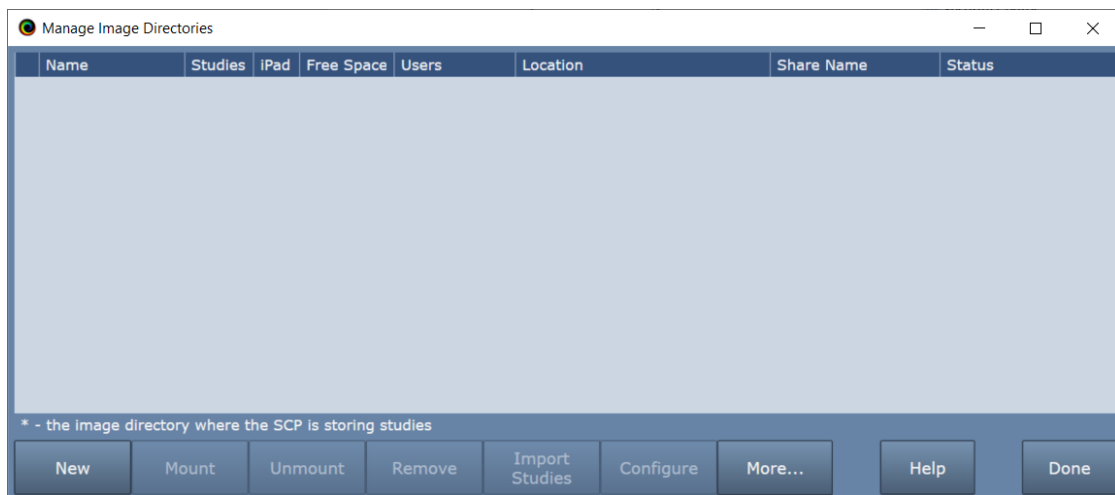 Manage Image Directories
Name Studies iPad Free Space Users Location Share Name Status
* - the image directory where the SCP is storing studies
New Mount Unmount Remove Import Studies Configure More... Help Done